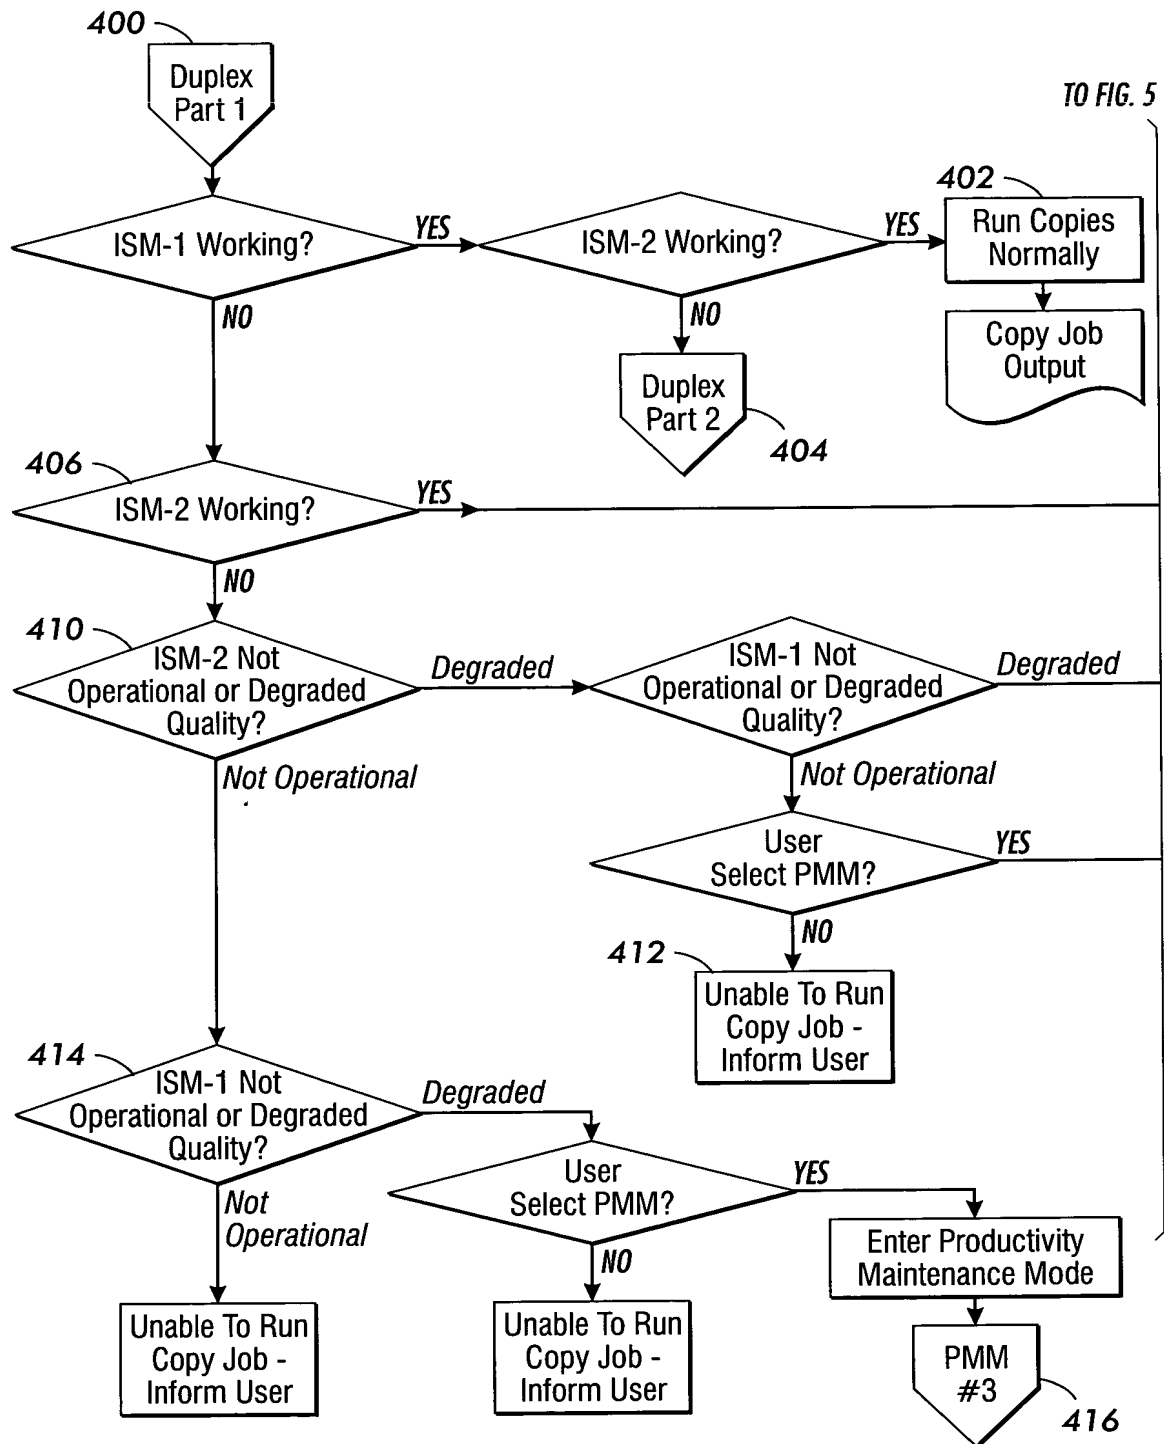 400
Duplex
Part 1
TO FIG. 5
ISM-1 Working?
YES
ISM-2 Working?
YES
402
Run Copies
Normally
NO
NO
Copy Job
Output
Duplex
Part 2
404
406
ISM-2 Working?
YES
NO
410
ISM-2 Not
Operational or Degraded
Quality?
Degraded
ISM-1 Not
Operational or Degraded
Quality?
Degraded
Not Operational
Not Operational
User
Select PMM?
YES
NO
412
Unable To Run
Copy Job -
Inform User
414
ISM-1 Not
Operational or Degraded
Quality?
Degraded
User
Select PMM?
YES
Not
Operational
NO
Enter Productivity
Maintenance Mode
Unable To Run
Copy Job -
Inform User
Unable To Run
Copy Job -
Inform User
PMM
#3
416